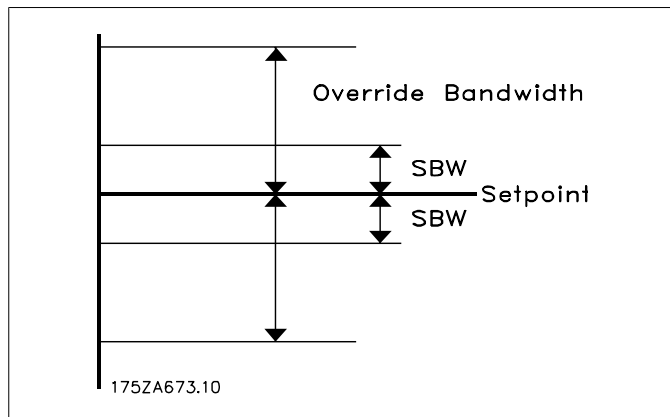 Override Bandwidth
SBW
Setpoint
SBW
175ZA673.10